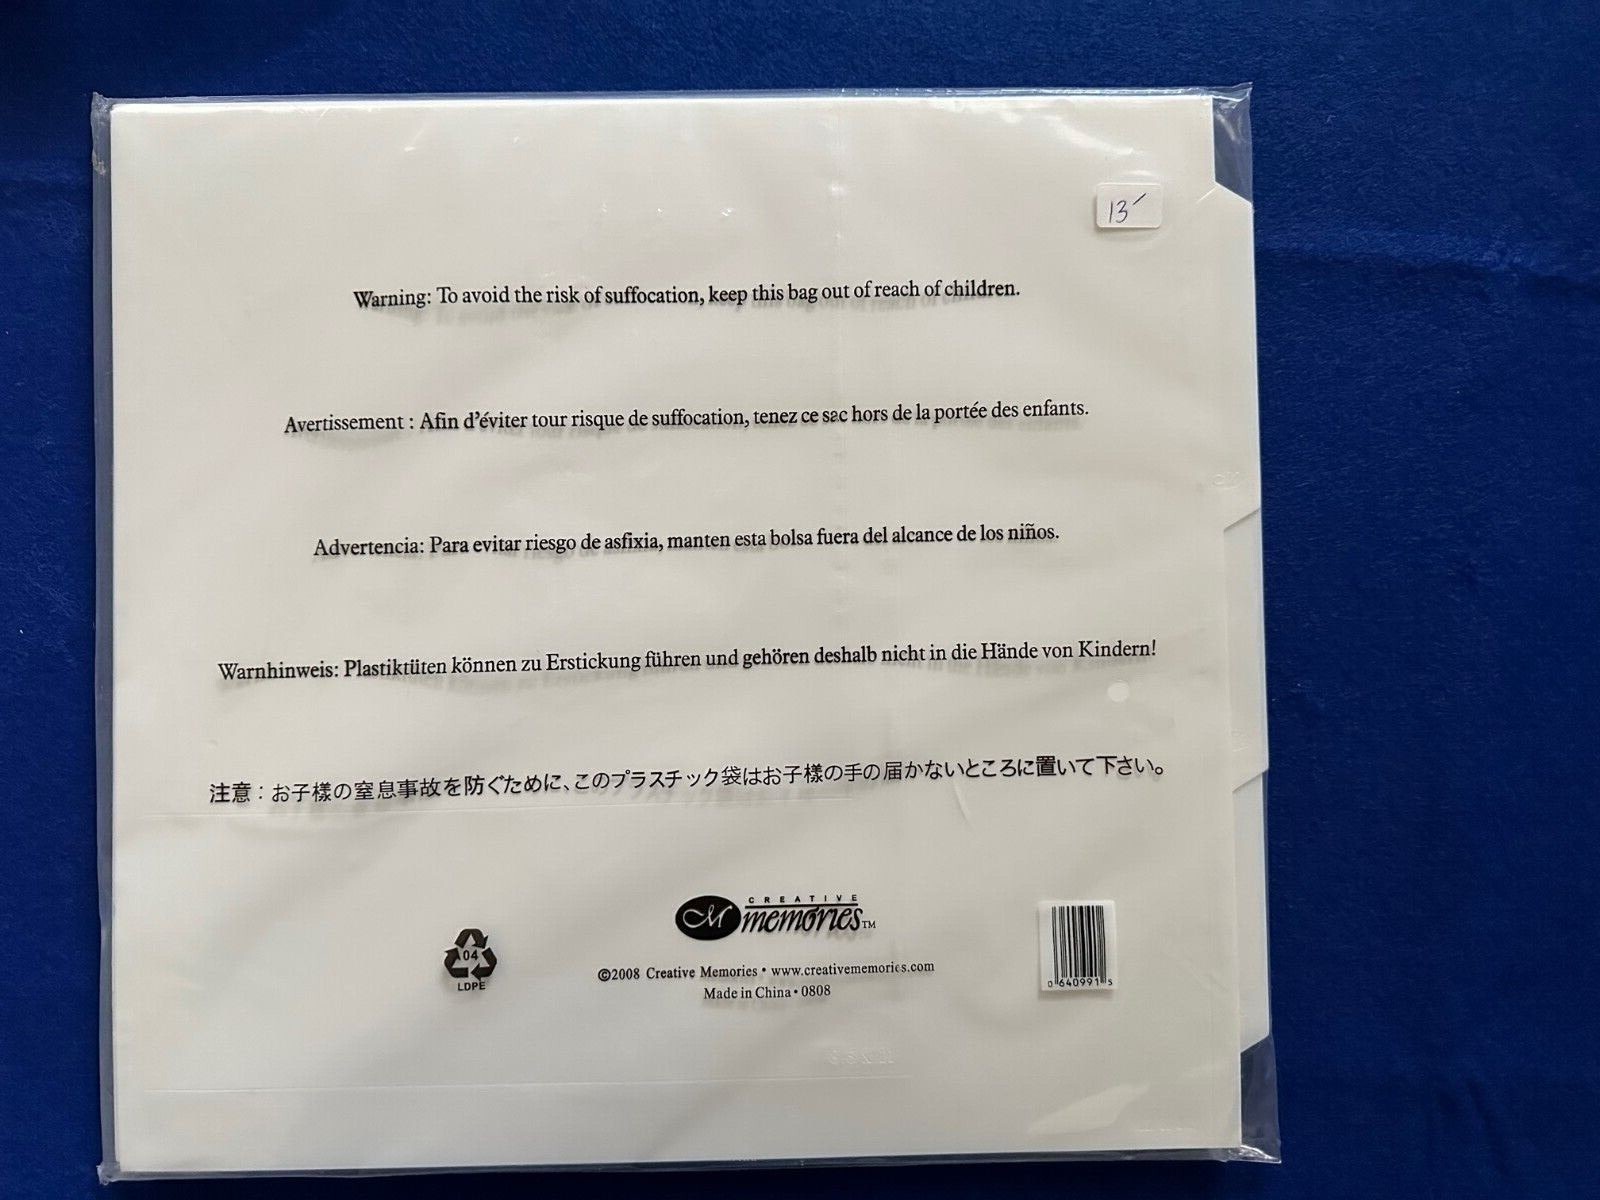 13
Warning: To avoid the risk of suffocation, keep this bag out of reach of children.
Avertissement : Afin d'éviter tour risque de suffocation, tenez ce sac hors de la portée des enfants.
Advertencia: Para evitar riesgo de asfixia, manten esta bolsa fuera del alcance de los niños.
Warnhinweis: Plastiktüten können zu Erstickung führen und gehören deshalb nicht in die Hände von Kindern!
注意：お子様の窒息事故を防ぐために、このプラスチック袋はお子様の手の届かないところに置いて下さい。
M CREATIVE
memories™
04
LDPE
©2008 Creative Memories • www.creativememories.com
Made in China • 0808
0 640991 5